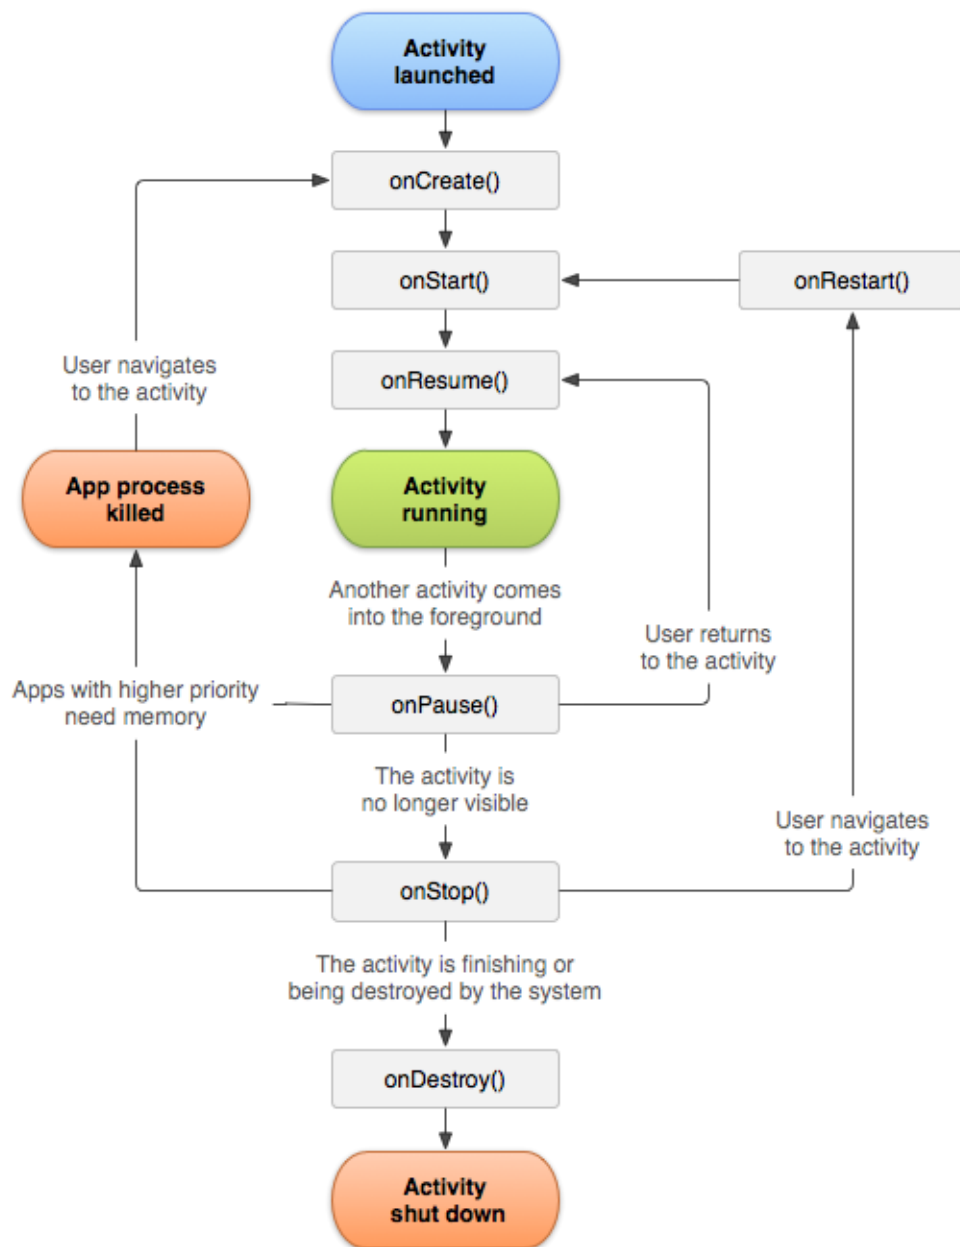 Activity
launched
onCreate()
onStart()
onRestart()
User navigates
to the activity
onResume()
App process
killed
Activity
running
Another activity comes
into the foreground
User returns
to the activity
Apps with higher priority
need memory
onPause()
The activity is
no longer visible
User navigates
to the activity
onStop()
The activity is finishing or
being destroyed by the system
onDestroy()
Activity
shut down